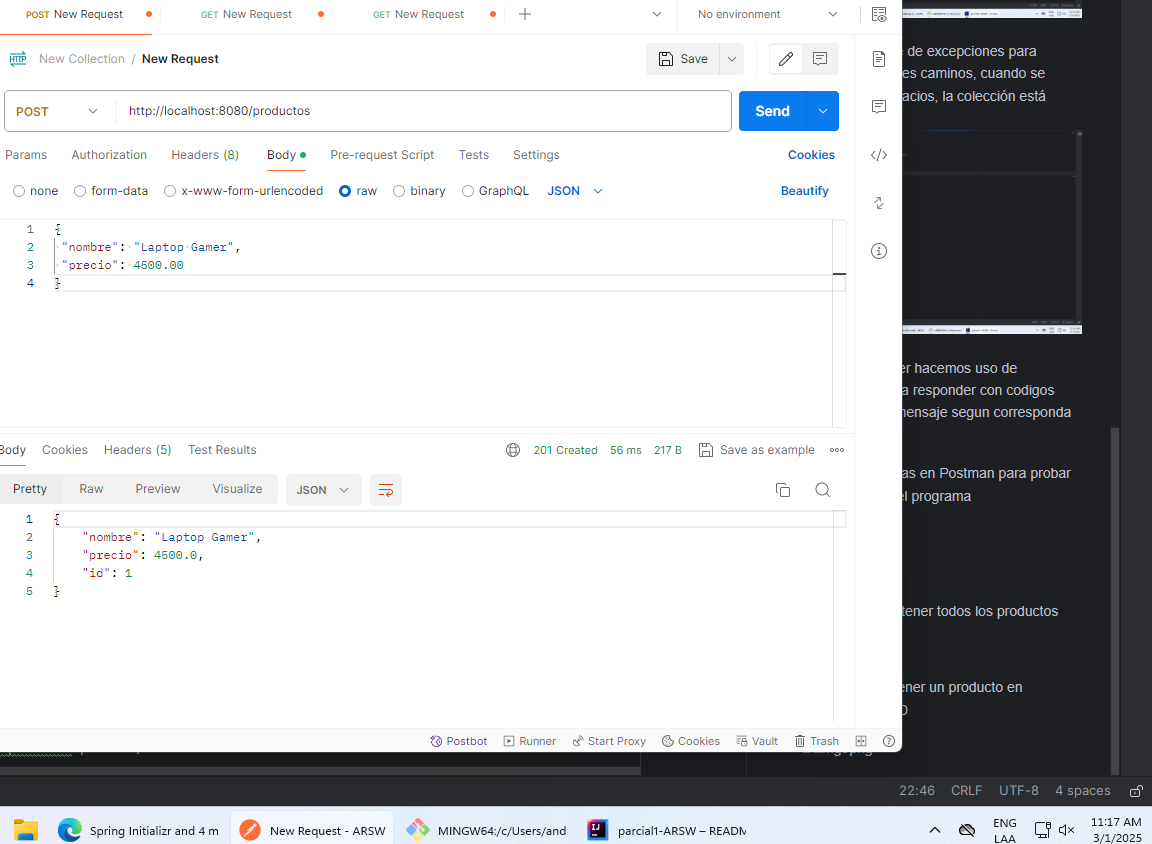 POST New Request
GET New Request
GET New Request
No environment
New Collection / New Request
Save
POST
http://localhost:8080/productos
Send
Params Authorization Headers (8) Body Pre-request Script Tests Settings Cookies
none form-data x-www-form-urlencoded raw binary GraphQL JSON Beautify
1 {
2 "nombre": "Laptop Gamer",
3 "precio": 4500.00
4 }
Body Cookies Headers (5) Test Results 201 Created 56 ms 217 B Save as example
Pretty Raw Preview Visualize JSON
1 {
2 "nombre": "Laptop Gamer",
3 "precio": 4500.0,
4 "id": 1
5 }
Postbot Runner Start Proxy Cookies Vault Trash
de excepciones para
es caminos, cuando se
acios, la colección está
er hacemos uso de
a responder con codigos
mensaje segun corresponda
as en Postman para probar
el programa
tener todos los productos
ener un producto en
22:46 CRLF UTF-8 4 spaces
Spring Initializr and 4 m
New Request - ARSW
MINGW64:/c/Users/and
parcial1-ARSW – READM
ENG
LAA
11:17 AM
3/1/2025